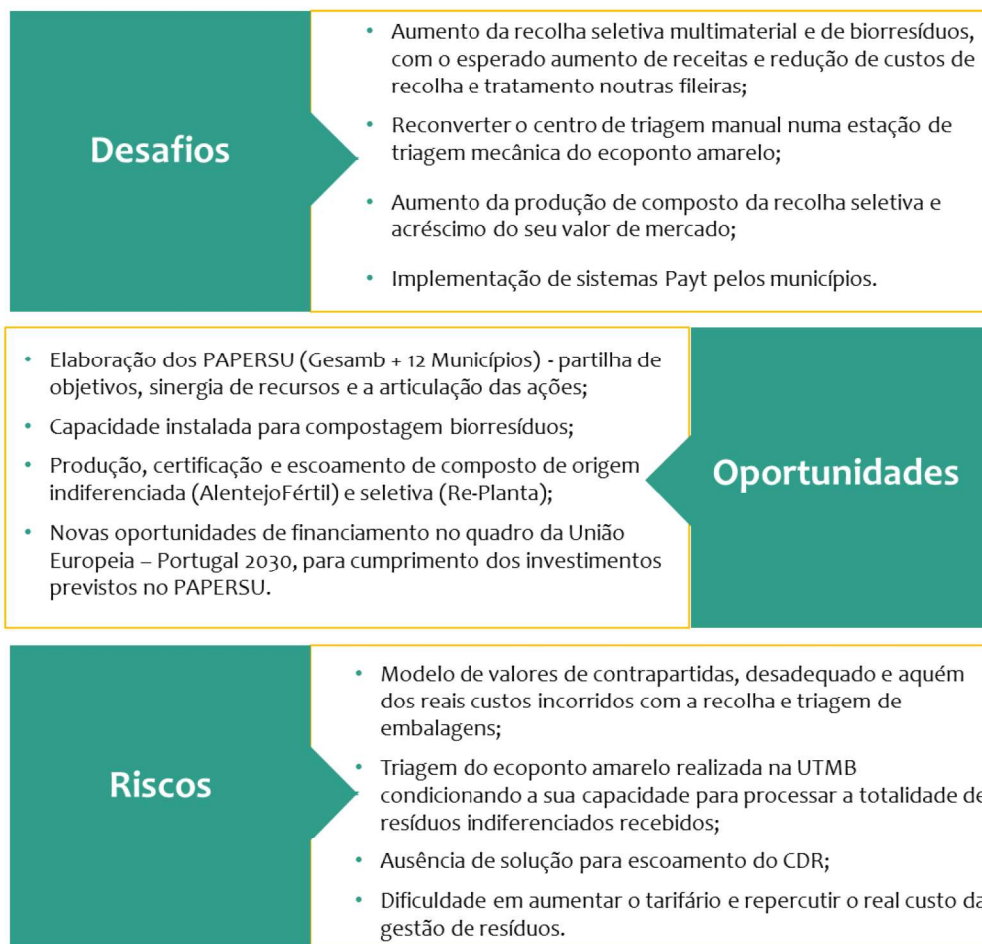 Desafios
• Aumento da recolha seletiva multimaterial e de biorresíduos,
com o esperado aumento de receitas e redução de custos de
recolha e tratamento noutras fileiras;
• Reconverter o centro de triagem manual numa estação de
triagem mecânica do ecoponto amarelo;
• Aumento da produção de composto da recolha seletiva e
acréscimo do seu valor de mercado;
• Implementação de sistemas Payt pelos municípios.
• Elaboração dos PAPERSU (Gesamb + 12 Municípios) - partilha de
objetivos, sinergia de recursos e a articulação das ações;
• Capacidade instalada para compostagem biorresíduos;
• Produção, certificação e escoamento de composto de origem
indiferenciada (AlentejoFértil) e seletiva (Re-Planta);
• Novas oportunidades de financiamento no quadro da União
Europeia – Portugal 2030, para cumprimento dos investimentos
previstos no PAPERSU.
Oportunidades
Riscos
• Modelo de valores de contrapartidas, desadequado e aquém
dos reais custos incorridos com a recolha e triagem de
embalagens;
• Triagem do ecoponto amarelo realizada na UTMB
condicionando a sua capacidade para processar a totalidade de
resíduos indiferenciados recebidos;
• Ausência de solução para escoamento do CDR;
• Dificuldade em aumentar o tarifário e repercutir o real custo da
gestão de resíduos.